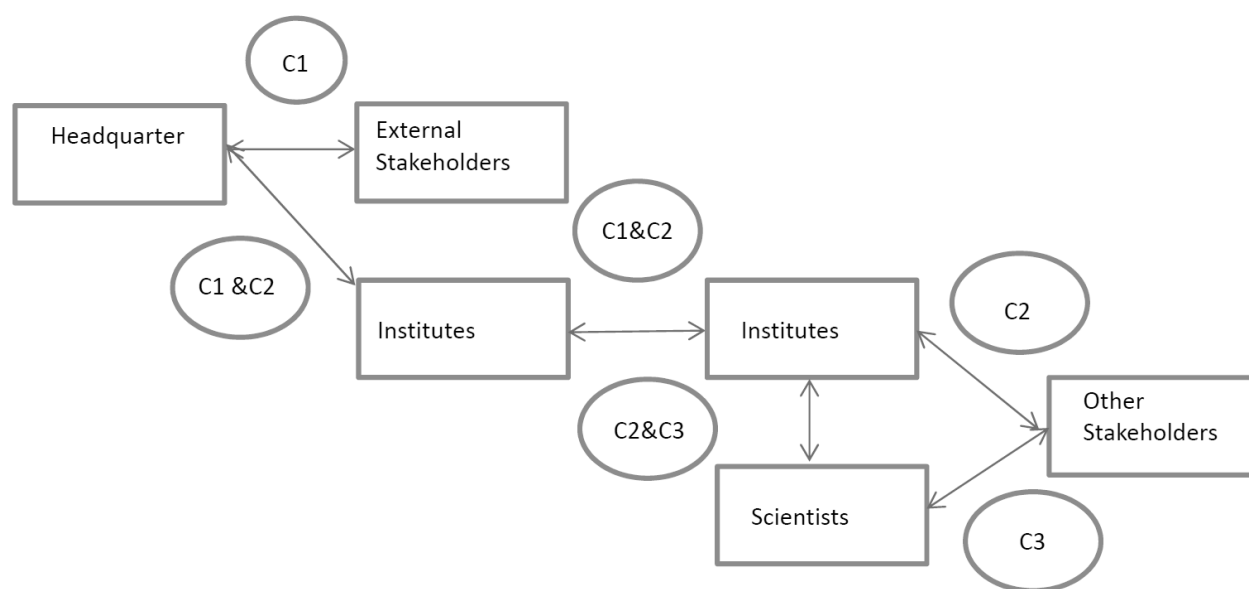 C1
Headquarter
External
Stakeholders
C1&C2
C1 &C2
C2
Institutes
Institutes
Other
Stakeholders
C2&C3
Scientists
C3